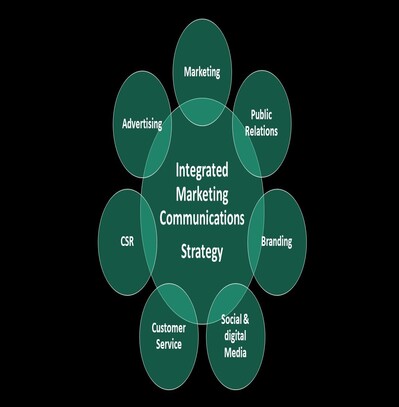 Marketing
Advertising
Public
Relations
Integrated
Marketing
Communications
Strategy
CSR
Branding
Customer
Service
Social &
digital
Media